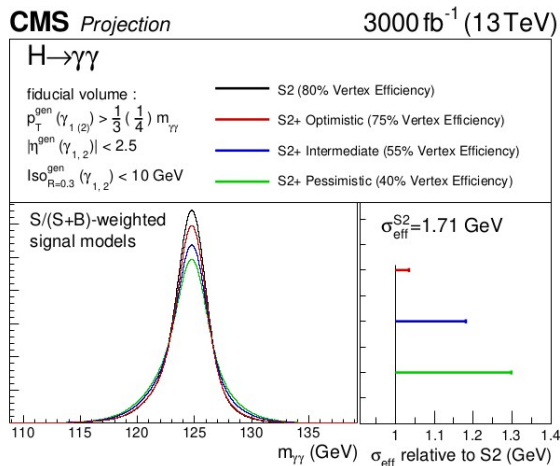 CMS Projection 3000 fb⁻¹ (13 TeV)
H→γγ
fiducial volume :
p_T^gen (γ_1 (2)) > 1/3 (1/4) m_γγ
|η^gen (γ_1, 2)| < 2.5
Iso_R=0.3^gen (γ_1, 2) < 10 GeV
S2 (80% Vertex Efficiency)
S2+ Optimistic (75% Vertex Efficiency)
S2+ Intermediate (55% Vertex Efficiency)
S2+ Pessimistic (40% Vertex Efficiency)
S/(S+B)-weighted
signal models
110 115 120 125 130 135
m_γγ (GeV)
σ_eff^S2=1.71 GeV
1 1.1 1.2 1.3 1.4
σ_eff relative to S2 (GeV)